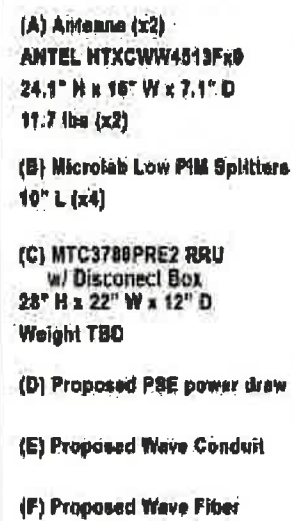 (A) Antenna (x2)
ANTEL HTXCWW4513Fx0
24.1" H x 16" W x 7.1" D
11.7 lbs (x2)
(B) Microlab Low PIM Splitters
10" L (x4)
(C) MTC3788PRE2 RRU
w/ Disconect Box
28" H x 22" W x 12" D
Weight TBD
(D) Proposed PSE power draw
(E) Proposed Wave Conduit
(F) Proposed Wave Fiber